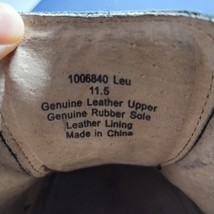 1006840 Leu
11.5
Genuine Leather Upper
Genuine Rubber Sole
Leather Lining
Made in China